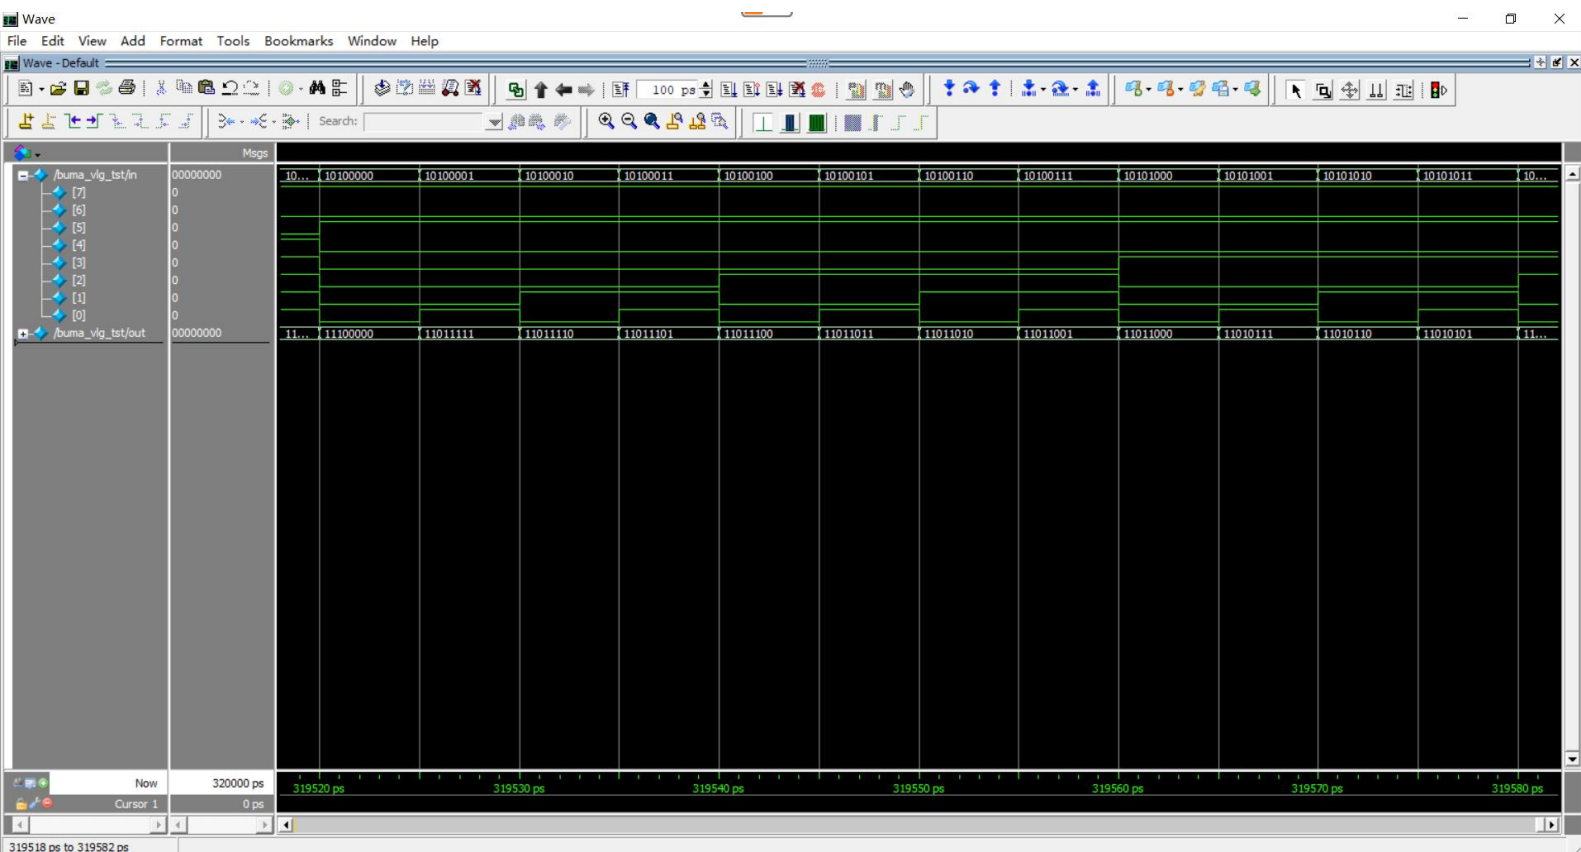 Wave
File Edit View Add Format Tools Bookmarks Window Help
Wave - Default
100 ps
Search:
Msgs
/buma_vlg_tst/in 00000000 10... 10100000 10100001 10100010 10100011 10100100 10100101 10100110 10100111 10101000 10101001 10101010 10101011 10...
[7] 0
[6] 0
[5] 0
[4] 0
[3] 0
[2] 0
[1] 0
[0] 0
/buma_vlg_tst/out 00000000 11... 11100000 11011111 11011110 11011101 11011100 11011011 11011010 11011001 11011000 11010111 11010110 11010101 11...
Now 320000 ps
319520 ps 319530 ps 319540 ps 319550 ps 319560 ps 319570 ps 319580 ps
Cursor 1 0 ps
319518 ps to 319582 ps